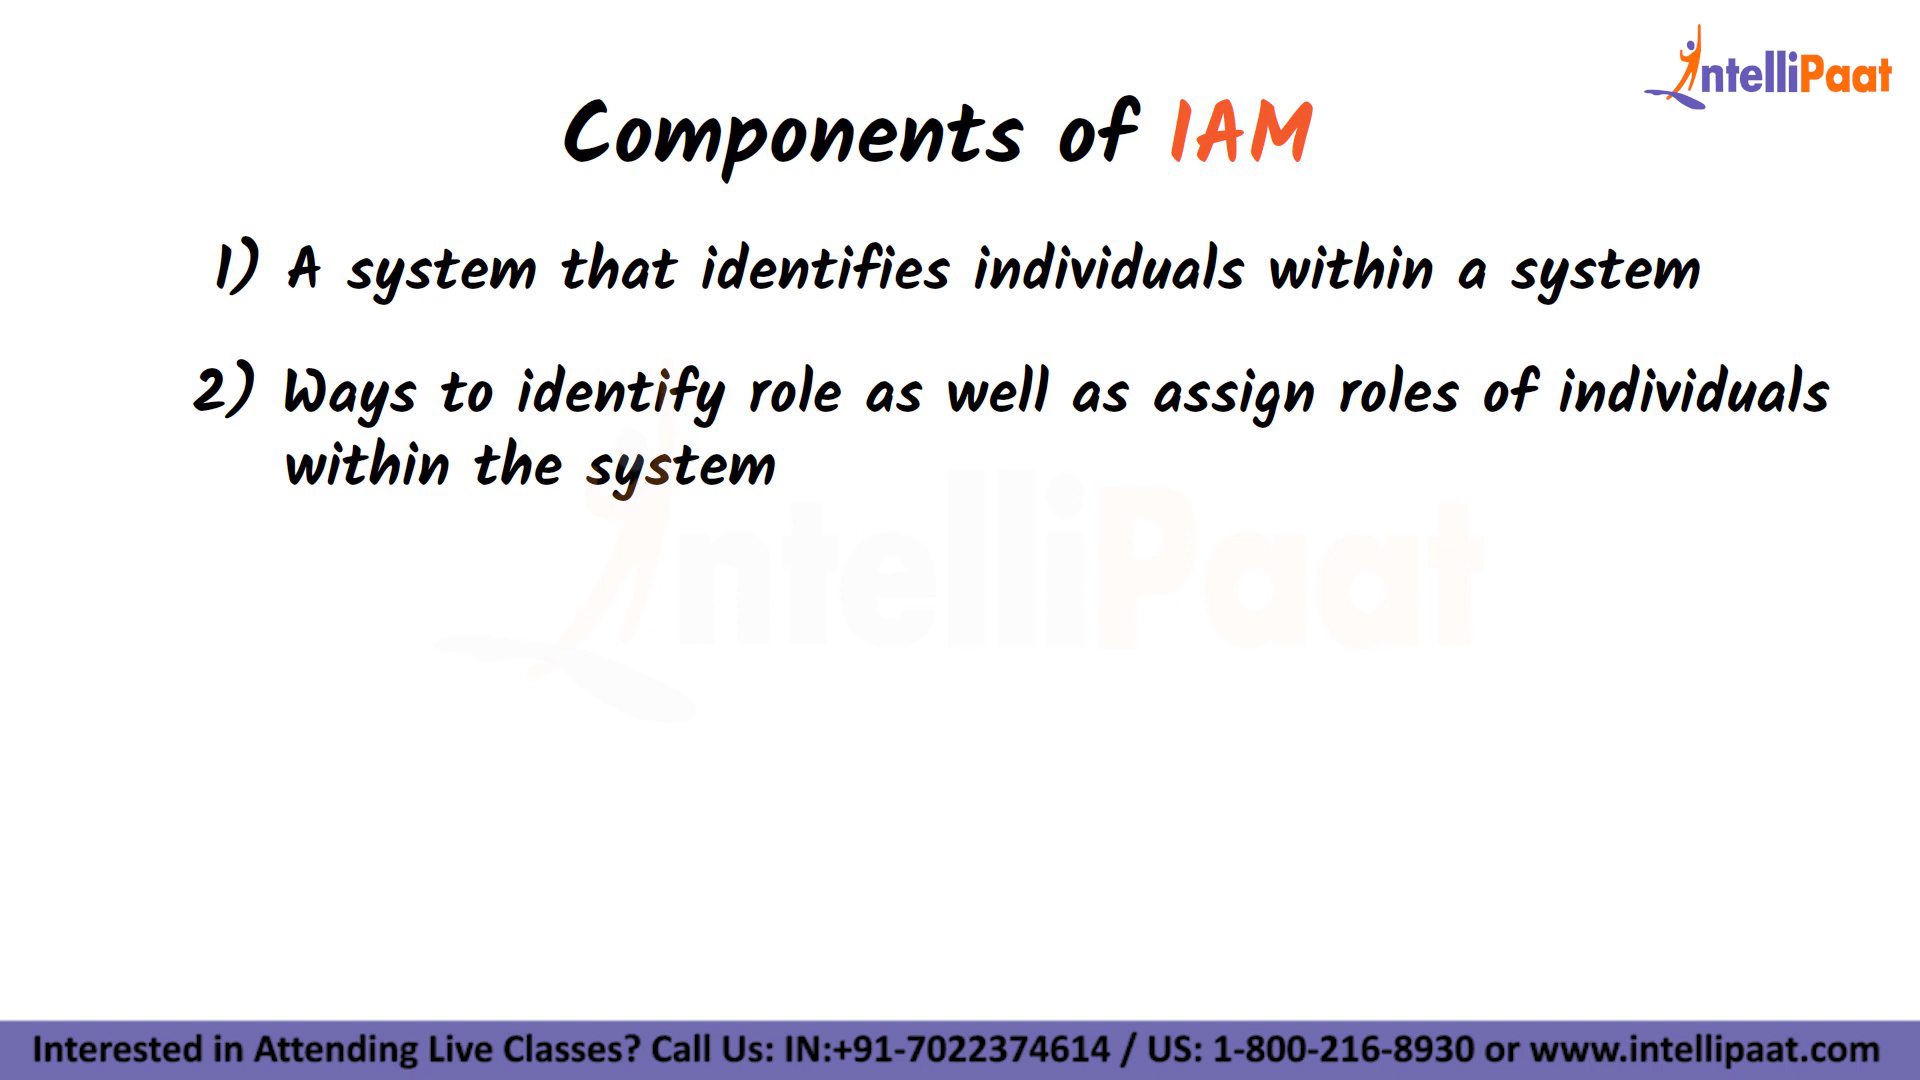 IntelliPaat
Components of IAM
1) A system that identifies individuals within a system
2) Ways to identify role as well as assign roles of individuals
within the system
IntelliPaat
Interested in Attending Live Classes? Call Us: IN:+91-7022374614 / US: 1-800-216-8930 or www.intellipaat.com